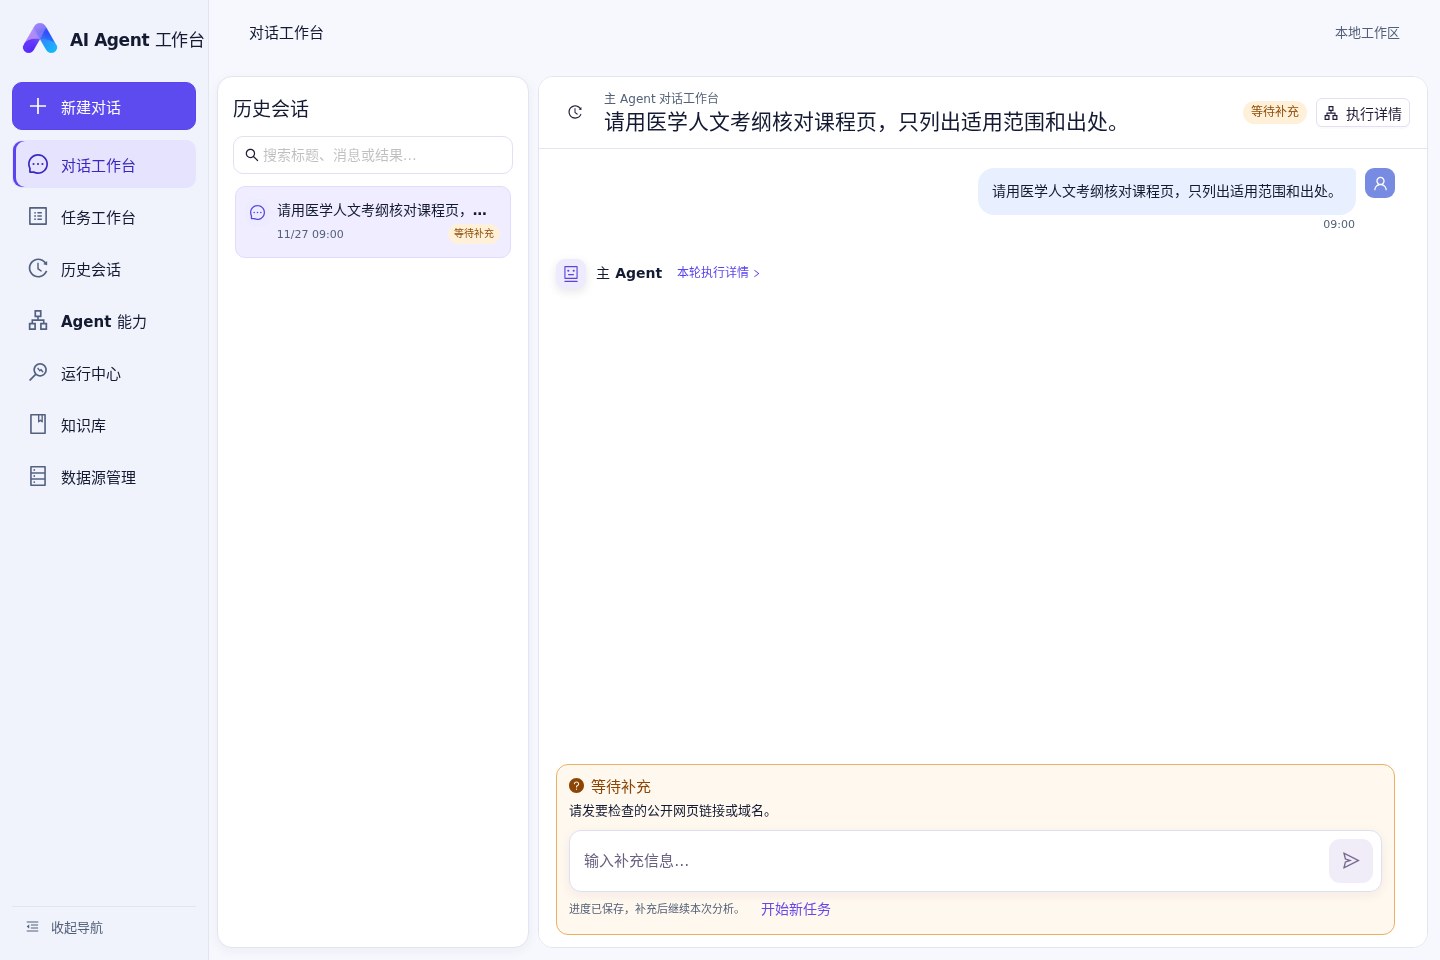 AI Agent 工作台
新建对话
对话工作台
任务工作台
历史会话
Agent 能力
运行中心
知识库
数据源管理
收起导航
对话工作台
本地工作区
历史会话
搜索标题、消息或结果...
请用医学人文考纲核对课程页，...
11/27 09:00
等待补充
主 Agent 对话工作台
请用医学人文考纲核对课程页，只列出适用范围和出处。
等待补充
执行详情
请用医学人文考纲核对课程页，只列出适用范围和出处。
09:00
主 Agent
本轮执行详情
等待补充
请发要检查的公开网页链接或域名。
输入补充信息...
进度已保存，补充后继续本次分析。
开始新任务